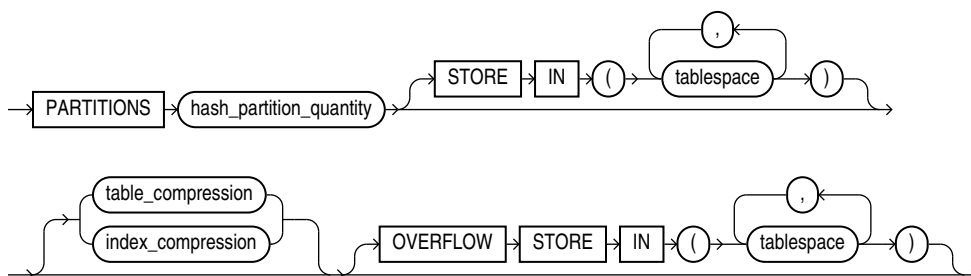 ,
STORE IN ( tablespace )
PARTITIONS hash_partition_quantity
table_compression ,
index_compression OVERFLOW STORE IN ( tablespace )